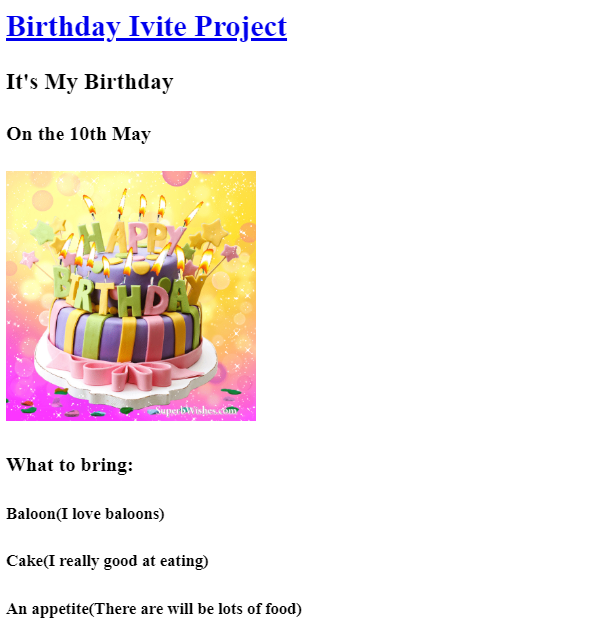 Birthday Ivite Project
It's My Birthday
On the 10th May
HAPPY
BIRTHDAY
SuperbWishes.com
What to bring:
Baloon(I love baloons)
Cake(I really good at eating)
An appetite(There are will be lots of food)